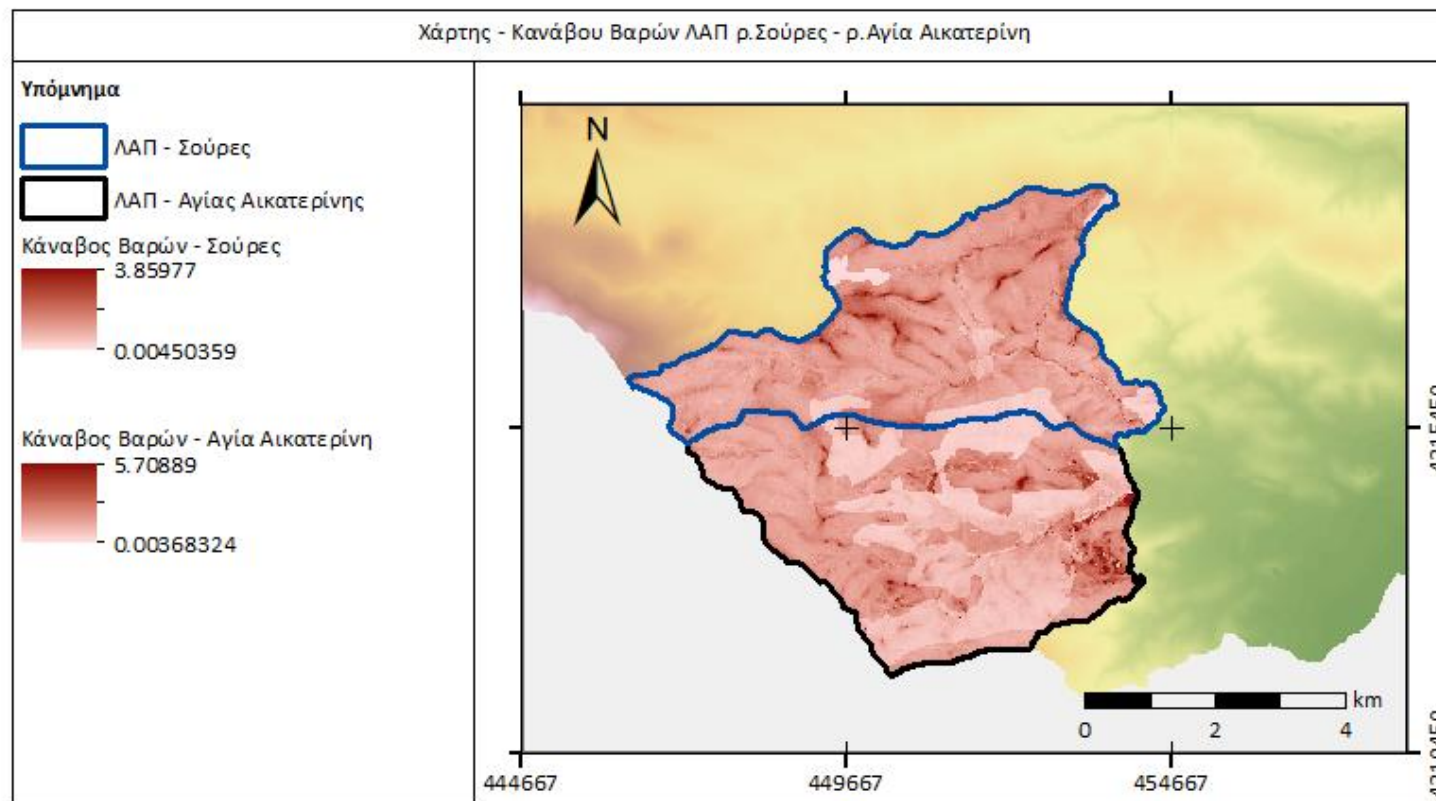 Χάρτης - Κανάβου Βαρών ΛΑΠ ρ.Σούρες - ρ.Αγία Αικατερίνη
Υπόμνημα
ΛΑΠ - Σούρες
ΛΑΠ - Αγίας Αικατερίνης
Κάναβος Βαρών - Σούρες
3.85977
0.00450359
Κάναβος Βαρών - Αγία Αικατερίνη
5.70889
0.00368324
N
km
0 2 4
444667 449667 454667